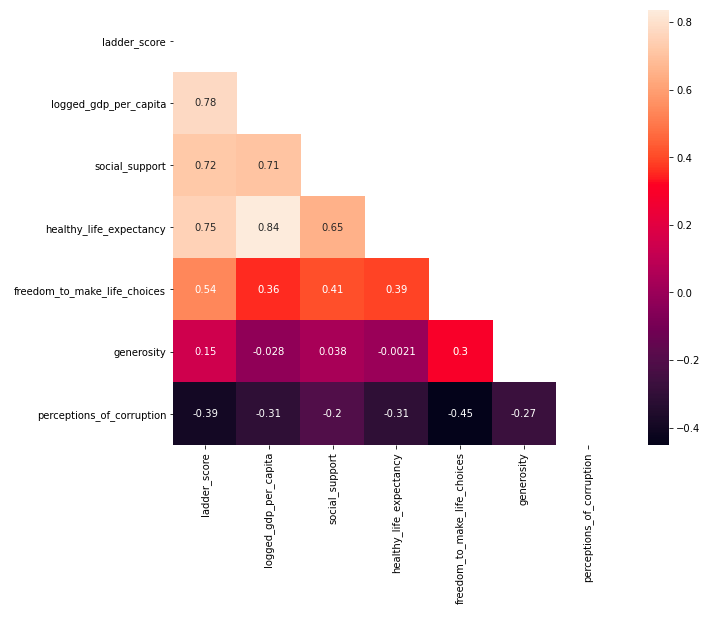 ladder_score
logged_gdp_per_capita 0.78
social_support 0.72 0.71
healthy_life_expectancy 0.75 0.84 0.65
freedom_to_make_life_choices 0.54 0.36 0.41 0.39
generosity 0.15 -0.028 0.038 -0.0021 0.3
perceptions_of_corruption -0.39 -0.31 -0.2 -0.31 -0.45 -0.27
ladder_score
logged_gdp_per_capita
social_support
healthy_life_expectancy
freedom_to_make_life_choices
generosity
perceptions_of_corruption
0.8
0.6
0.4
0.2
0.0
−0.2
−0.4